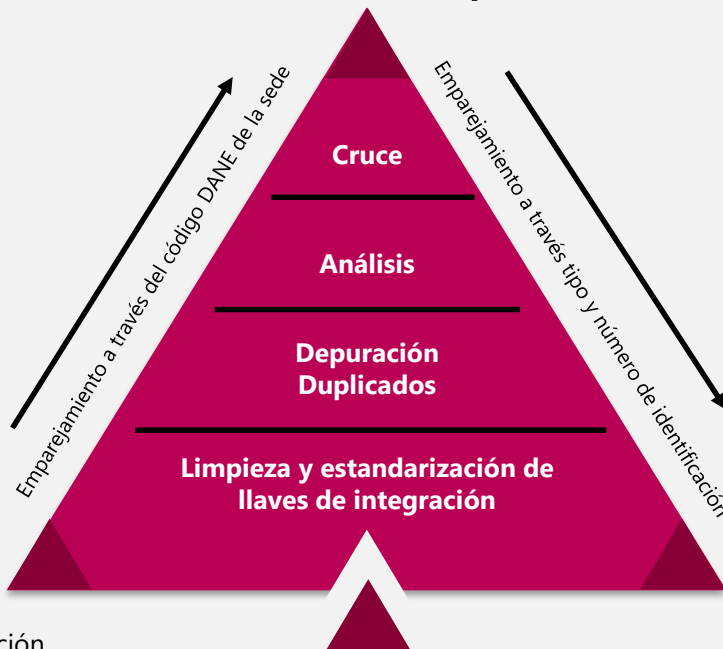 Emparejamiento a través del código DANE de la sede
Emparejamiento a través tipo y número de identificación
Cruce
Análisis
Depuración
Duplicados
Limpieza y estandarización de
llaves de integración